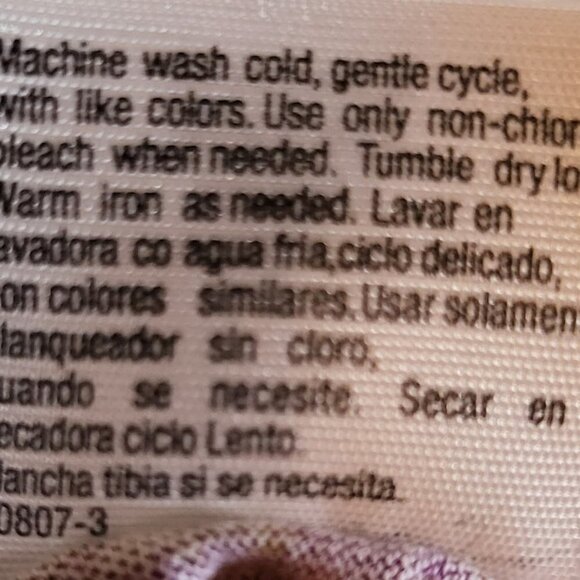 Machine wash cold, gentle cycle,
with like colors. Use only non-chlor
bleach when needed. Tumble dry lo
Warm iron as needed. Lavar en
avadora co agua fria,ciclo delicado,
on colores similares. Usar solamen
lanqueador sin cloro,
uando se necesite. Secar en
ecadora ciclo Lento.
lancha tibia si se necesita.
0807-3